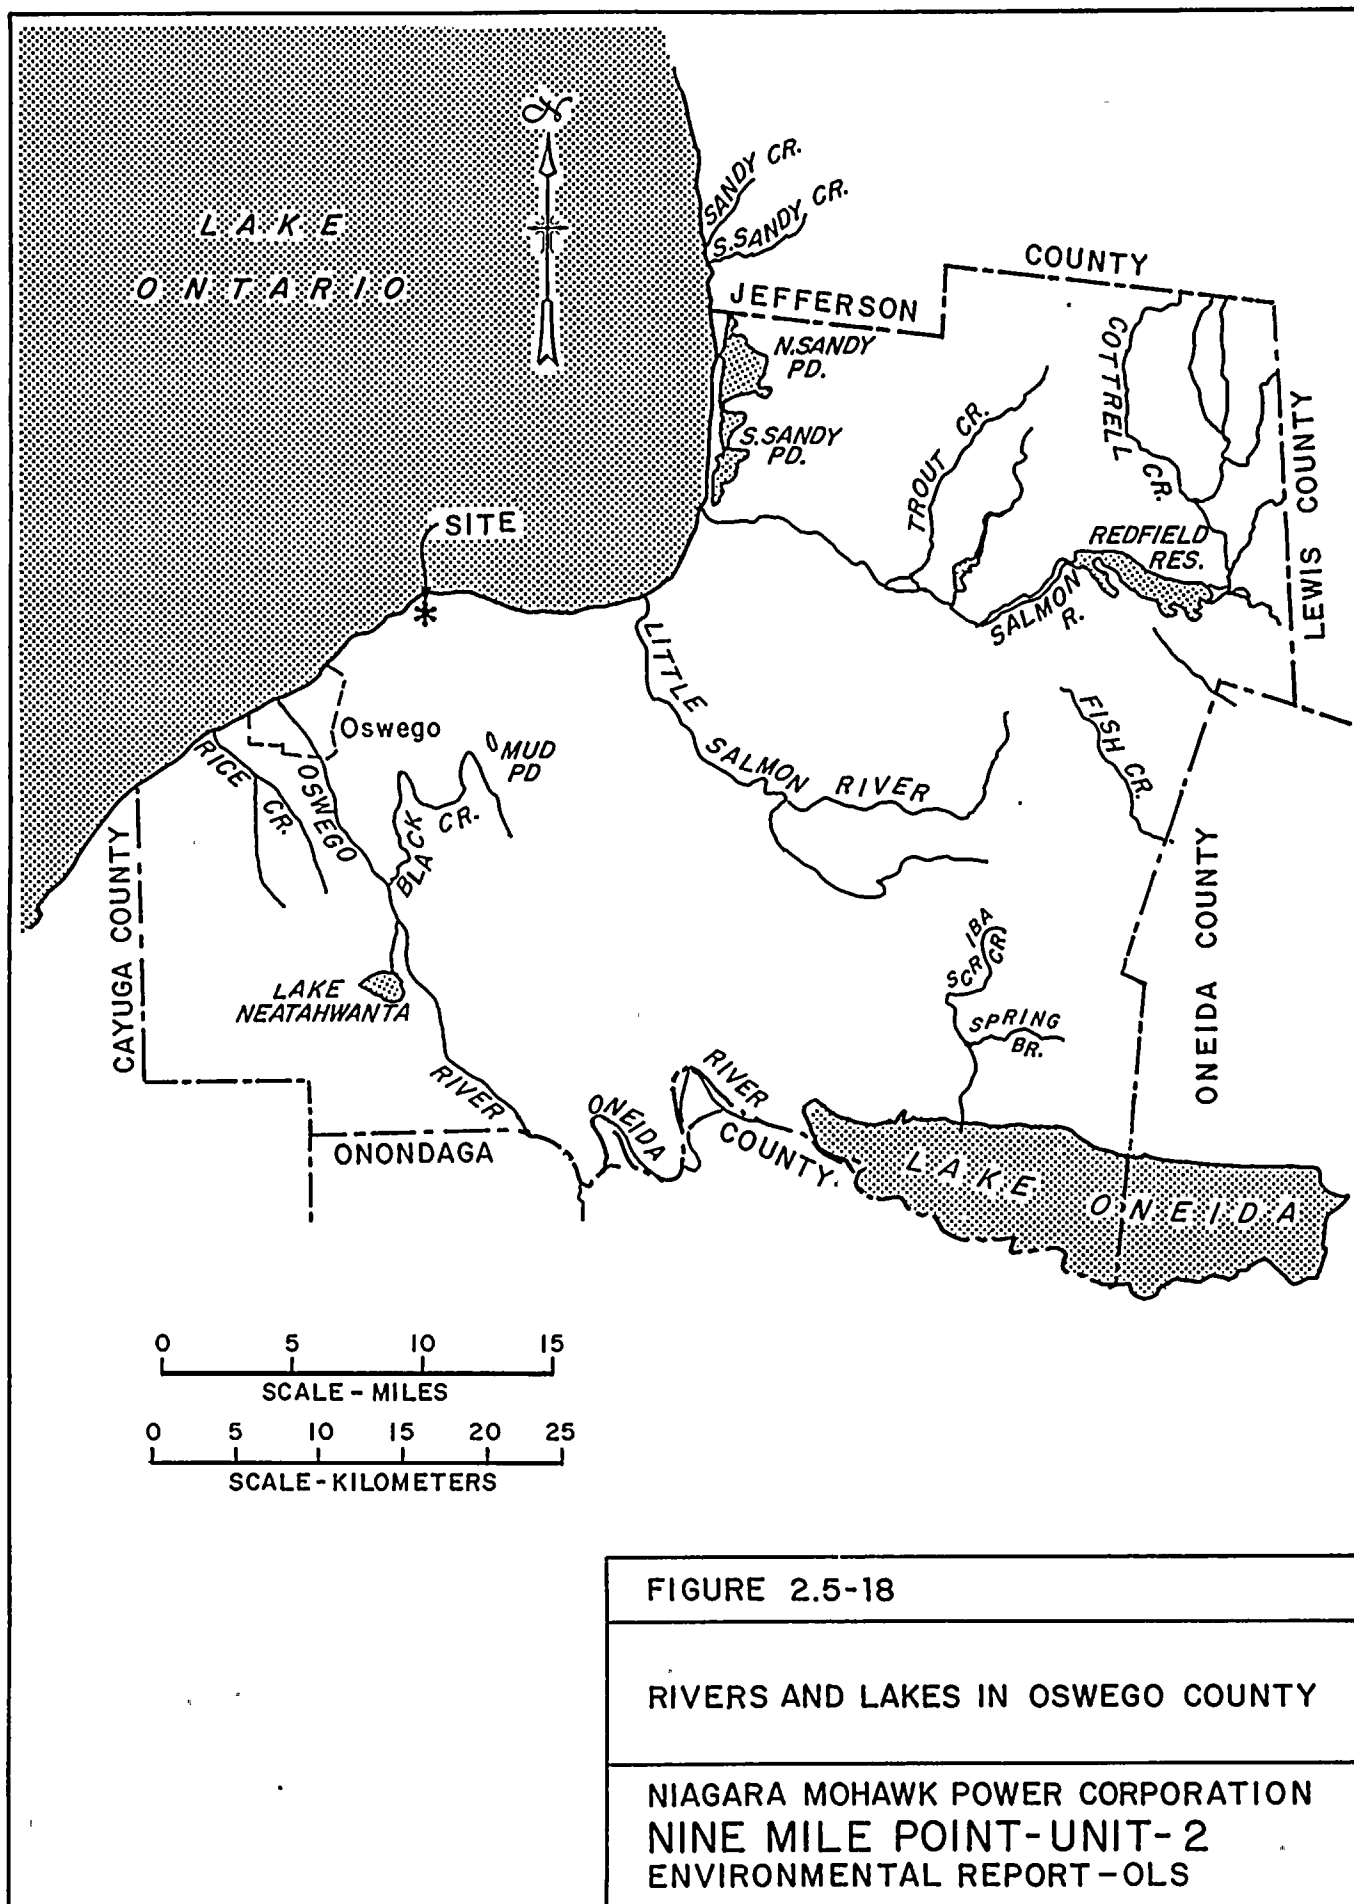 N
LAKE
ONTARIO
SANDY CR.
S.SANDY CR.
JEFFERSON
COUNTY
N.SANDY
PD.
S.SANDY
PD.
COTTRELL CR.
TROUT CR.
LEWIS COUNTY
REDFIELD
RES.
SALMON
R.
SITE
LITTLE
SALMON
RIVER
FISH CR.
Oswego
RICE
CR.
OSWEGO
MUD
PD
BLACK
CR.
CAYUGA COUNTY
LAKE
NEATAHWANTA
RIVER
ONEIDA COUNTY
SCRIBA
CR.
SPRING
BR.
ONONDAGA
ONEIDA
RIVER
COUNTY
LAKE ONEIDA
0 5 10 15
SCALE-MILES
0 5 10 15 20 25
SCALE-KILOMETERS
FIGURE 2.5-18
RIVERS AND LAKES IN OSWEGO COUNTY
NIAGARA MOHAWK POWER CORPORATION
NINE MILE POINT-UNIT-2
ENVIRONMENTAL REPORT-OLS